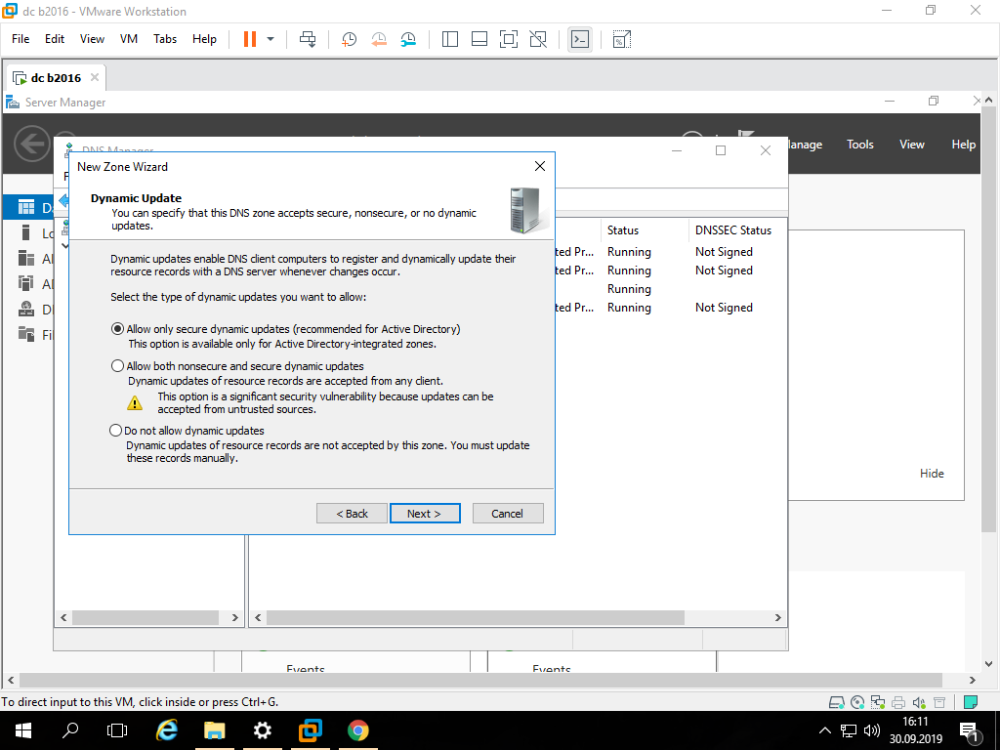 dc b2016 - VMware Workstation
File Edit View VM Tabs Help
dc b2016
Server Manager
DNS Manager
Manage Tools View Help
New Zone Wizard
Dynamic Update
You can specify that this DNS zone accepts secure, nonsecure, or no dynamic
updates.
Dynamic updates enable DNS client computers to register and dynamically update their
resource records with a DNS server whenever changes occur.
Select the type of dynamic updates you want to allow:
Allow only secure dynamic updates (recommended for Active Directory)
This option is available only for Active Directory-integrated zones.
Allow both nonsecure and secure dynamic updates
Dynamic updates of resource records are accepted from any client.
This option is a significant security vulnerability because updates can be
accepted from untrusted sources.
Do not allow dynamic updates
Dynamic updates of resource records are not accepted by this zone. You must update
these records manually.
< Back Next > Cancel
Status DNSSEC Status
ted Pr... Running Not Signed
ted Pr... Running Not Signed
Running
ted Pr... Running Not Signed
Hide
Events Events
To direct input to this VM, click inside or press Ctrl+G.
16:11
30.09.2019
1